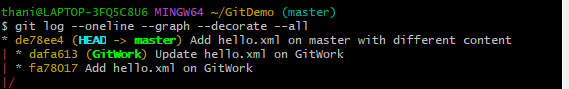 thani@LAPTOP-3FQ5C8U6 MINGW64 ~/GitDemo (master)
$ git log --oneline --graph --decorate --all
* de78ee4 (HEAD -> master) Add hello.xml on master with different content
| * dafa613 (GitWork) Update hello.xml on GitWork
| * fa78017 Add hello.xml on GitWork
|/